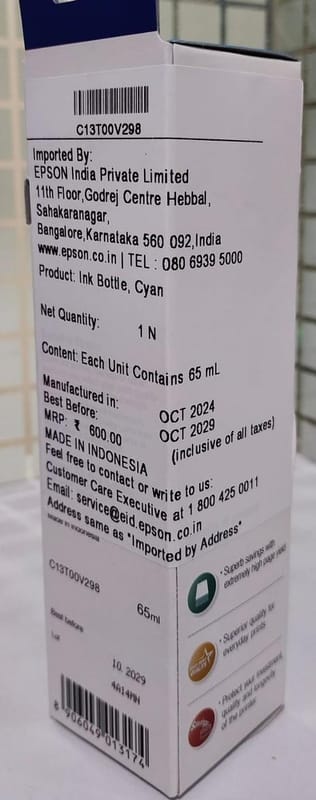 C13T00V298
Imported By:
EPSON India Private Limited
11th Floor,Godrej Centre Hebbal,
Sahakaranagar,
Bangalore,Karnataka 560 092,India
www.epson.co.in | TEL : 080 6939 5000
Product: Ink Bottle, Cyan
Net Quantity: 1 N
Content: Each Unit Contains 65 mL
Manufactured in: OCT 2024
Best Before: OCT 2029
MRP: ₹ 600.00 (inclusive of all taxes)
MADE IN INDONESIA
Feel free to contact or write to us:
Customer Care Executive at 1 800 425 0011
Email: service@eid.epson.co.in
Address same as "Imported by Address"
Made in Indonesia
C13T00V298
65ml
Best before
10. 2029
Lot
4A14MH
8 906049 013174
· Superb savings with
extremely high page yield
· Superior quality for
everyday prints
· Protect your investment,
quality and longevity
of the printer